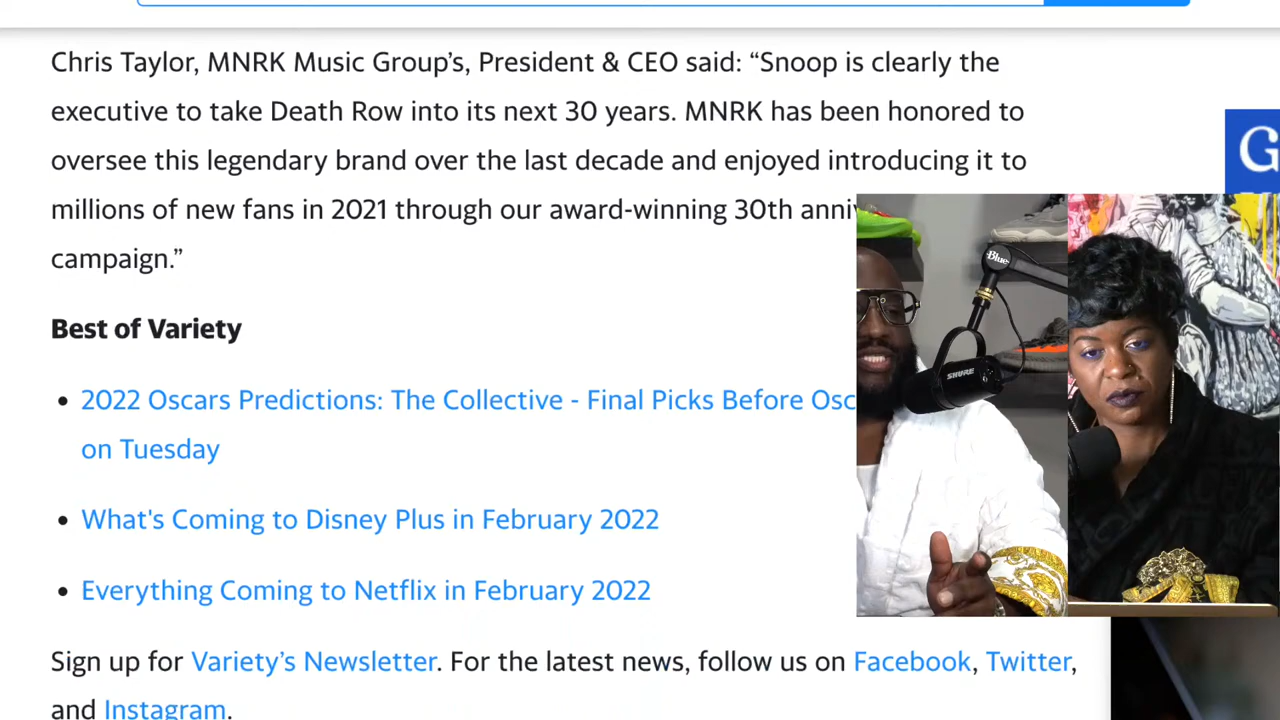 Chris Taylor, MNRK Music Group’s, President & CEO said: “Snoop is clearly the
executive to take Death Row into its next 30 years. MNRK has been honored to
oversee this legendary brand over the last decade and enjoyed introducing it to
millions of new fans in 2021 through our award-winning 30th
campaign.”
Best of Variety
• 2022 Oscars Predictions: The Collective - Final Picks Before
on Tuesday
• What's Coming to Disney Plus in February 2022
• Everything Coming to Netflix in February 2022
Sign up for Variety’s Newsletter. For the latest news, follow us on Facebook, Twitter,
and Instagram.
G
Blue
SHURE